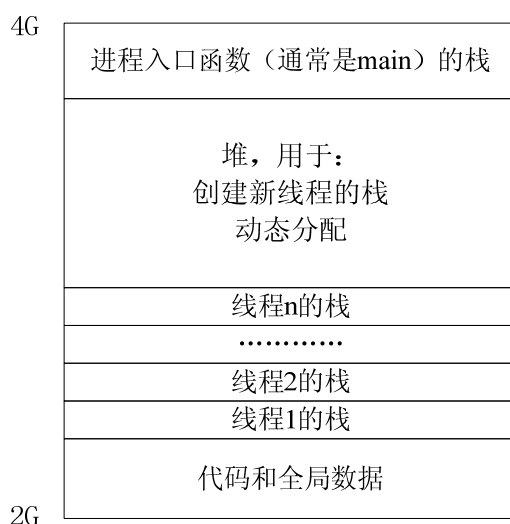 4G
进程入口函数（通常是main）的栈
堆，用于：
创建新线程的栈
动态分配
线程n的栈
…………
线程2的栈
线程1的栈
代码和全局数据
2G